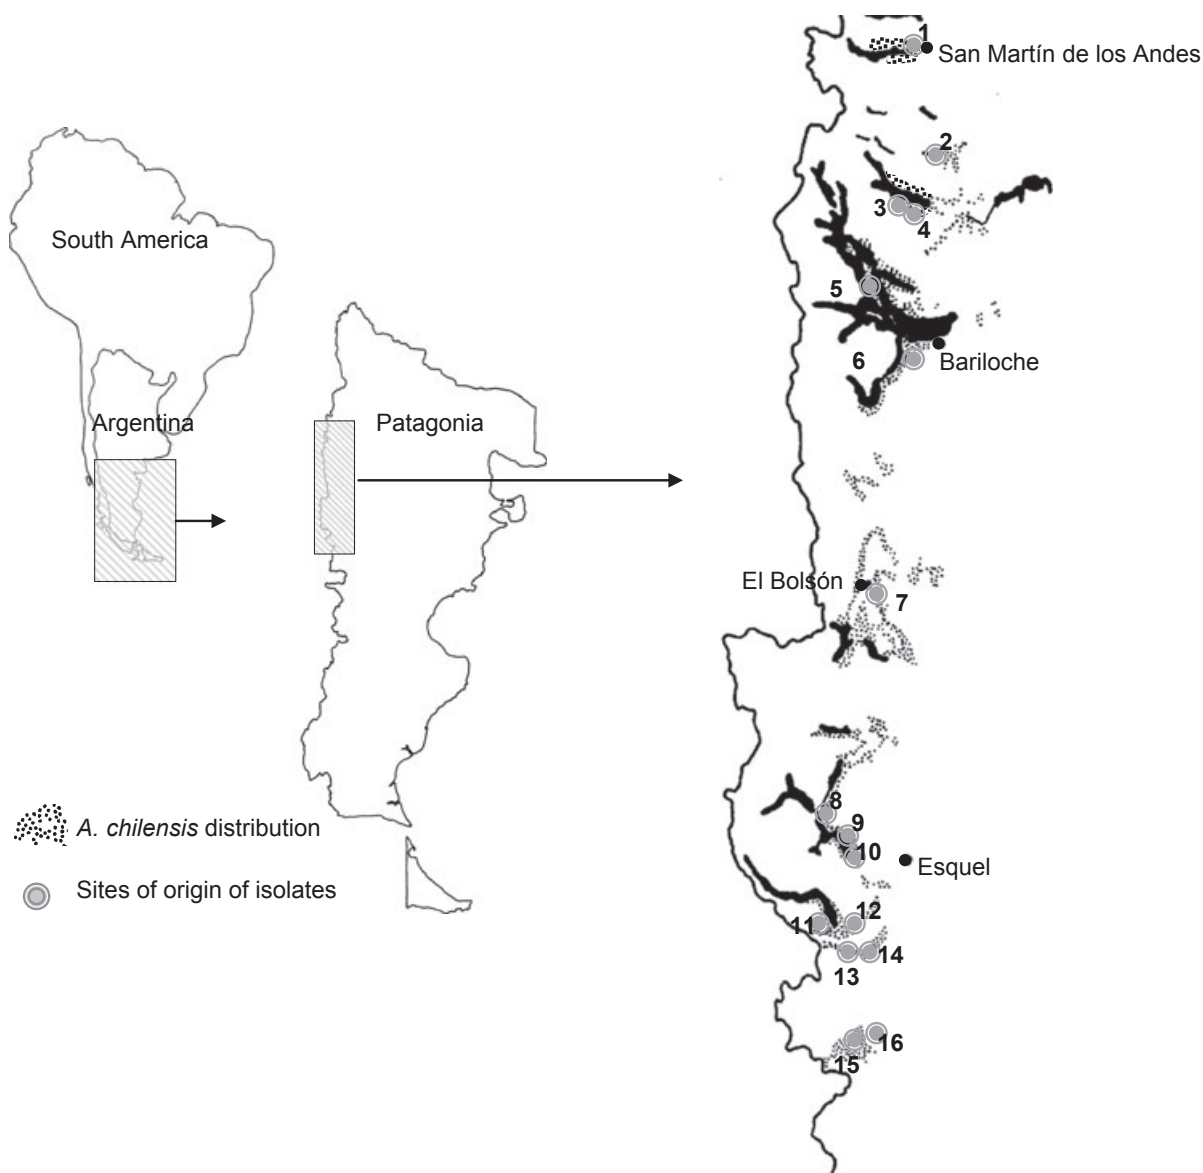 South America
Argentina
Patagonia
A. chilensis distribution
Sites of origin of isolates
1
San Martín de los Andes
2
3
4
5
6
Bariloche
El Bolsón
7
8
9
10
Esquel
11
12
13
14
15
16